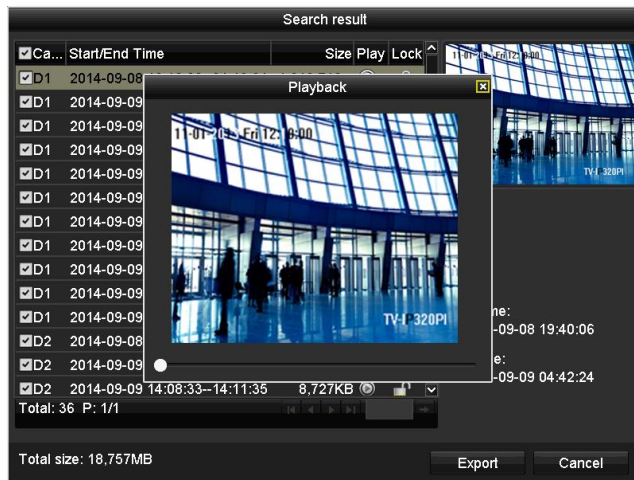 Search result
Ca... Start/End Time Size Play Lock
D1 2014-09-08
Playback
D1 2014-09-09
D1 2014-09-09
D1 2014-09-09
D1 2014-09-09
D1 2014-09-09
D1 2014-09-09
D1 2014-09-09
D1 2014-09-09
D1 2014-09-09
D2 2014-09-08
D2 2014-09-09
D2 2014-09-09 14:08:33--14:11:35 8,727KB
Fri 12:
TV-IP320PI
TV-IP320PI
me:
-09-08 19:40:06
e:
-09-09 04:42:24
Total: 36 P: 1/1
Total size: 18,757MB
Export Cancel